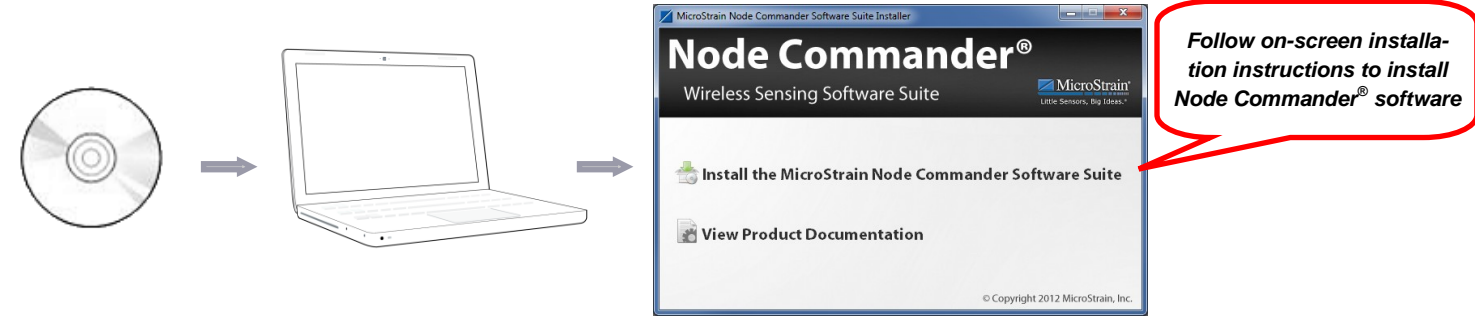 MicroStrain Node Commander Software Suite Installer
Node Commander®
Wireless Sensing Software Suite
MicroStrain®
Little Sensors, Big Ideas.®
Install the MicroStrain Node Commander Software Suite
View Product Documentation
© Copyright 2012 MicroStrain, Inc.
Follow on-screen installa-
tion instructions to install
Node Commander® software